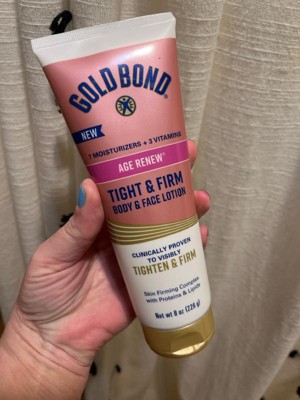 GOLD BOND®
NEW
7 MOISTURIZERS + 3 VITAMINS
AGE RENEW®
TIGHT & FIRM
BODY & FACE LOTION
CLINICALLY PROVEN
TO VISIBLY
TIGHTEN & FIRM
Skin Firming Complex
with Proteins & Lipids
Net wt 8 oz (226 g)